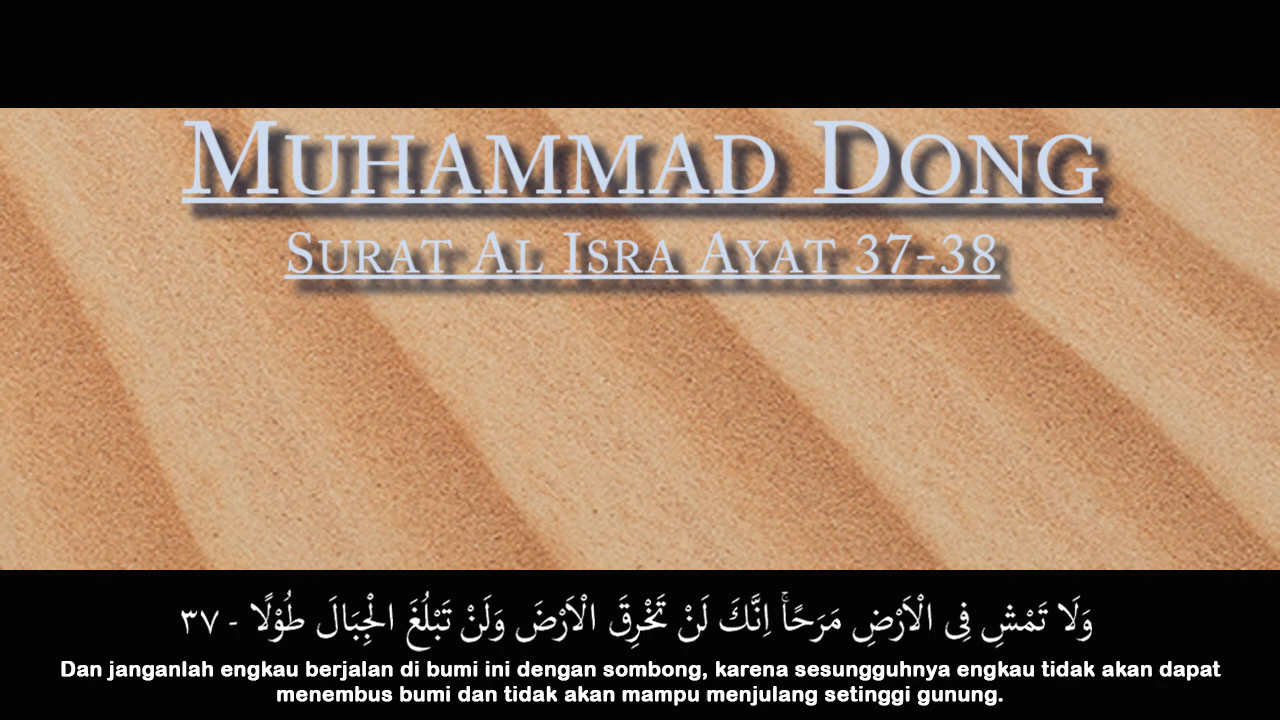 Muhammad Dong
Surat Al Isra Ayat 37-38
وَلَا تَمْشِ فِى الْاَرْضِ مَرَحًاۚ اِنَّكَ لَنْ تَخْرِقَ الْاَرْضَ وَلَنْ تَبْلُغَ الْجِبَالَ طُوْلًا - ٣٧
Dan janganlah engkau berjalan di bumi ini dengan sombong, karena sesungguhnya engkau tidak akan dapat
menembus bumi dan tidak akan mampu menjulang setinggi gunung.